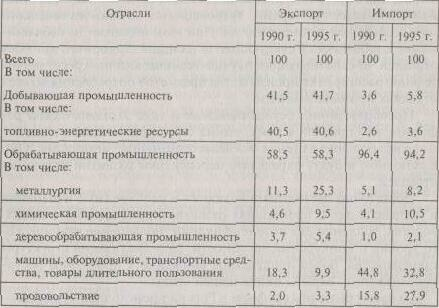 Отрасли Экспорт Импорт
1990 г. 1995 г. 1990 г. 1995 г.
Всего 100 100 100 100
В том числе:
Добывающая промышленность 41,5 41,7 3,6 5,8
В том числе:
топливно-энергетические ресурсы 40,5 40,6 2,6 3,6
Обрабатывающая промышленность 58,5 58,3 96,4 94,2
В том числе:
металлургия 11,3 25,3 5,1 8,2
химическая промышленность 4,6 9,5 4,1 10,5
деревообрабатывающая промышленность 3,7 5,4 1,0 2,1
машины, оборудование, транспортные сред-
ства, товары длительного пользования 18,3 9,9 44,8 32,8
продовольствие 2,0 3,3 15,8 27,9